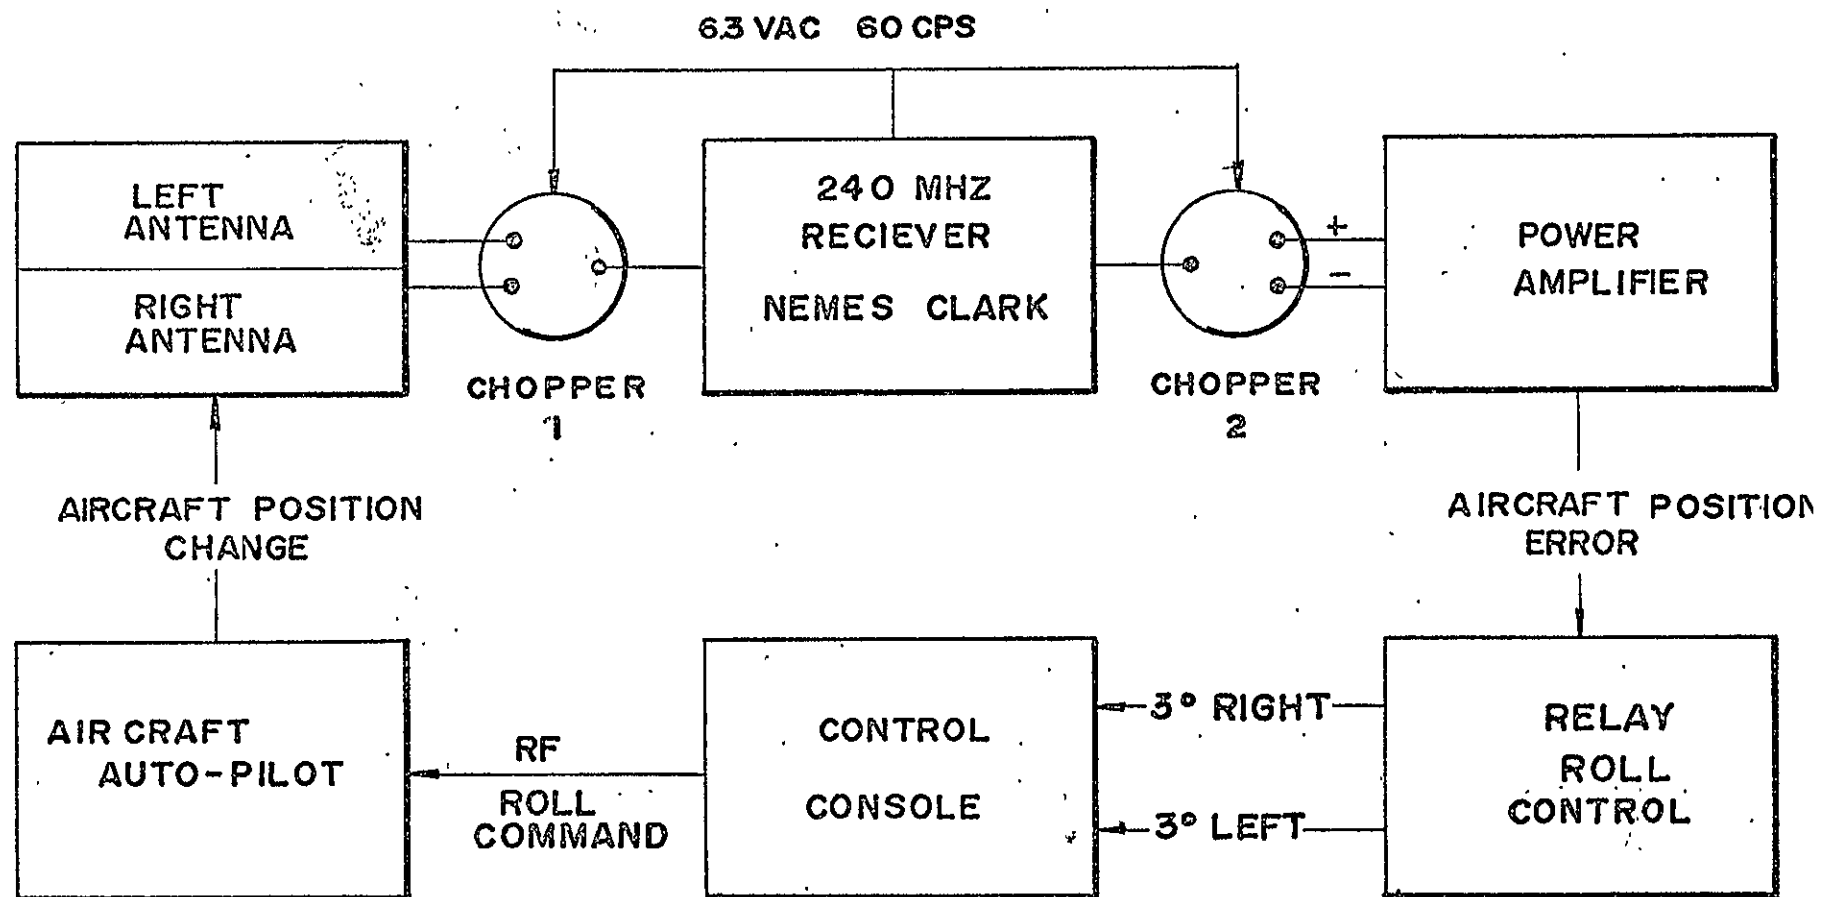 6.3 VAC 60 CPS
LEFT
ANTENNA
RIGHT
ANTENNA
CHOPPER
1
240 MHZ
RECIEVER
NEMES CLARK
CHOPPER
2
+
-
POWER
AMPLIFIER
AIRCRAFT POSITION
CHANGE
AIRCRAFT POSITION
ERROR
AIR CRAFT
AUTO-PILOT
RF
ROLL
COMMAND
CONTROL
CONSOLE
3° RIGHT
3° LEFT
RELAY
ROLL
CONTROL